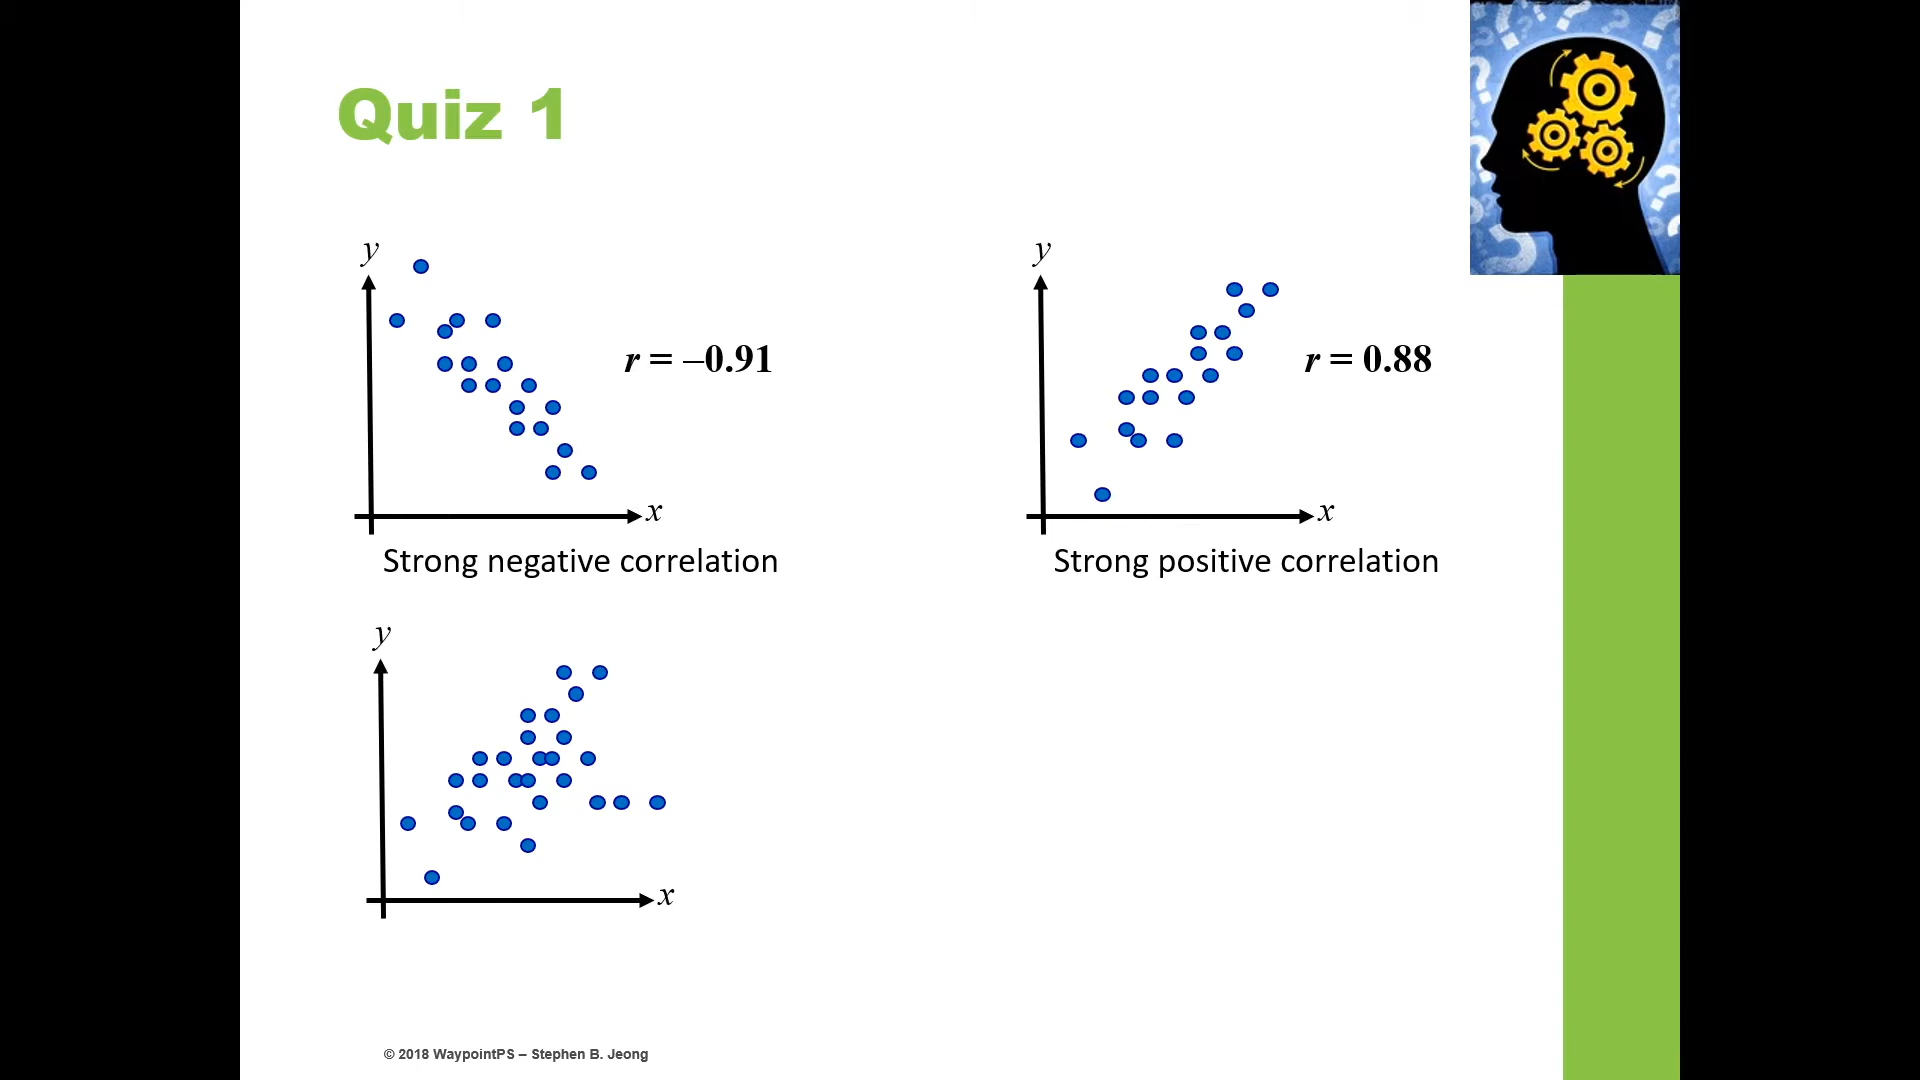 Quiz 1
y
r = –0.91
x
Strong negative correlation
y
r = 0.88
x
Strong positive correlation
y
x
© 2018 WaypointPS – Stephen B. Jeong